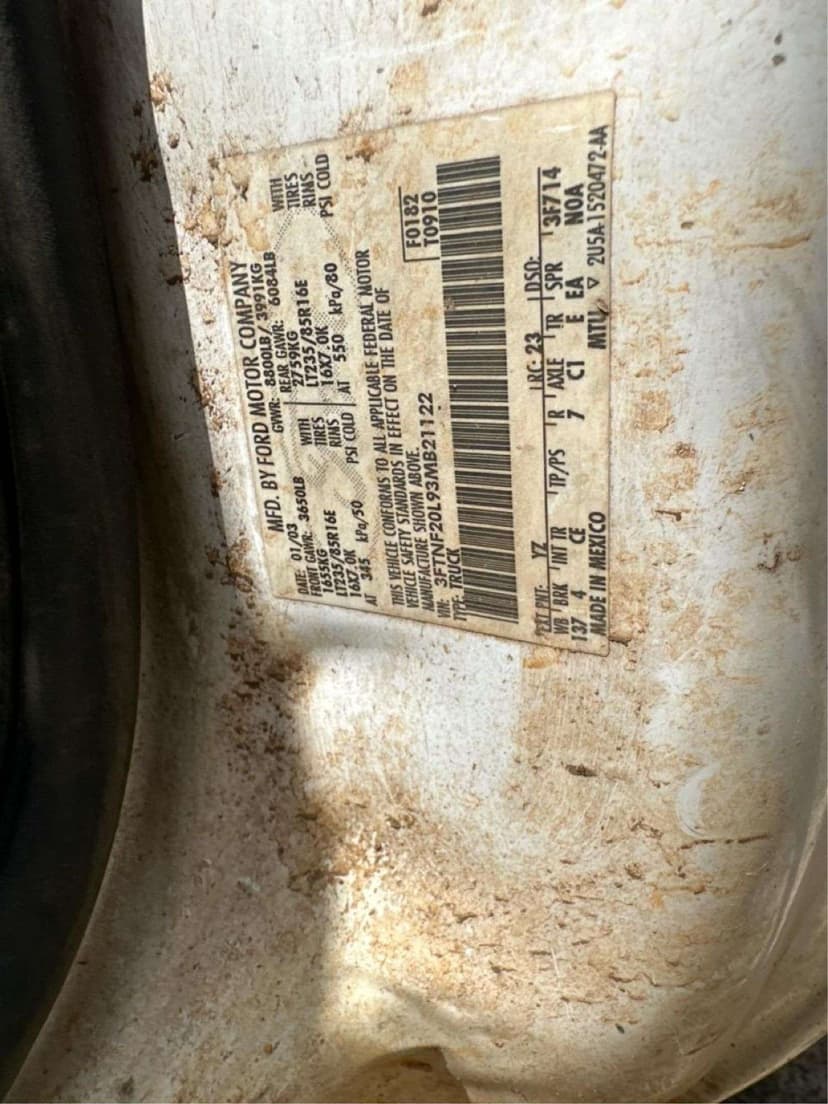 MFD. BY FORD MOTOR COMPANY
DATE: 01/03 GVWR: 8800LB/ 3991KG
FRONT GAWR: 3650LB REAR GAWR: 6084LB
1655KG WITH 2759KG WITH
LT235/85R16E TIRES LT235/85R16E TIRES
16X7.0K RIMS 16X7.0K RIMS
AT 345 kPa/50 PSI COLD AT 550 kPa/80 PSI COLD
THIS VEHICLE CONFORMS TO ALL APPLICABLE FEDERAL MOTOR
VEHICLE SAFETY STANDARDS IN EFFECT ON THE DATE OF
MANUFACTURE SHOWN ABOVE.
VIN: 3FTNF20L93MB21122 F0182
TYPE: TRUCK T0910
EXT PNT: YZ RC: 23 DSO:
WB BRK INT TR TP/PS R AXLE TR SPR 3F714
137 4 CE 7 C1 E EA N0A
MADE IN MEXICO MTU ▽ 2U5A-1520472-AA